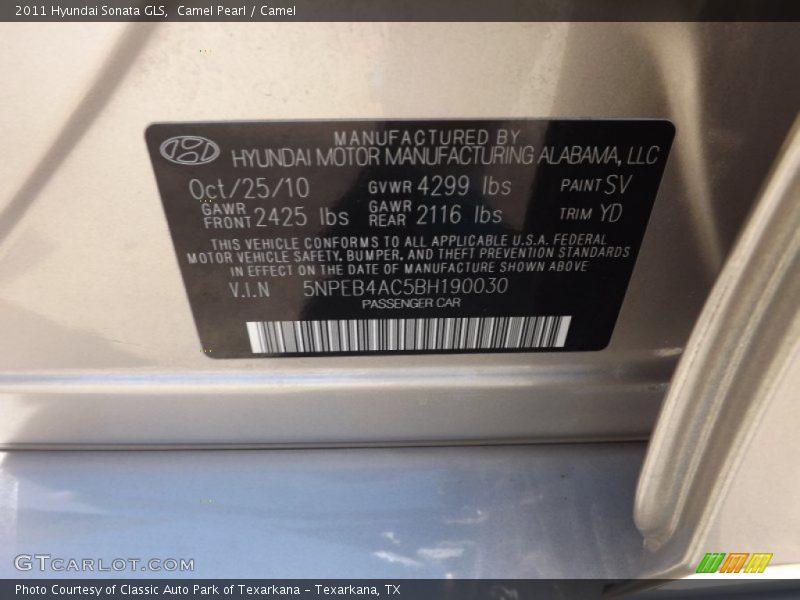 2011 Hyundai Sonata GLS,  Camel Pearl / Camel
MANUFACTURED BY
HYUNDAI MOTOR MANUFACTURING ALABAMA, LLC
Oct/25/10 GVWR 4299 lbs PAINT SV
GAWR FRONT 2425 lbs GAWR REAR 2116 lbs TRIM YD
THIS VEHICLE CONFORMS TO ALL APPLICABLE U.S.A. FEDERAL
MOTOR VEHICLE SAFETY, BUMPER, AND THEFT PREVENTION STANDARDS
IN EFFECT ON THE DATE OF MANUFACTURE SHOWN ABOVE
V.I.N 5NPEB4AC5BH190030
PASSENGER CAR
GTCARLOT.COM
Photo Courtesy of Classic Auto Park of Texarkana - Texarkana, TX